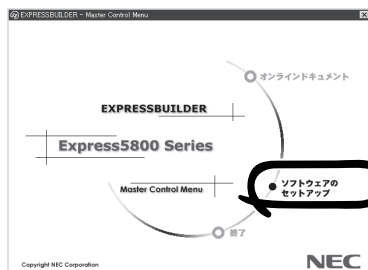 EXPRESSBUILDER - Master Control Menu
オンラインドキュメント
EXPRESSBUILDER
Express5800 Series
Master Control Menu
ソフトウェアの
セットアップ
終了
Copyright NEC Corporation
NEC